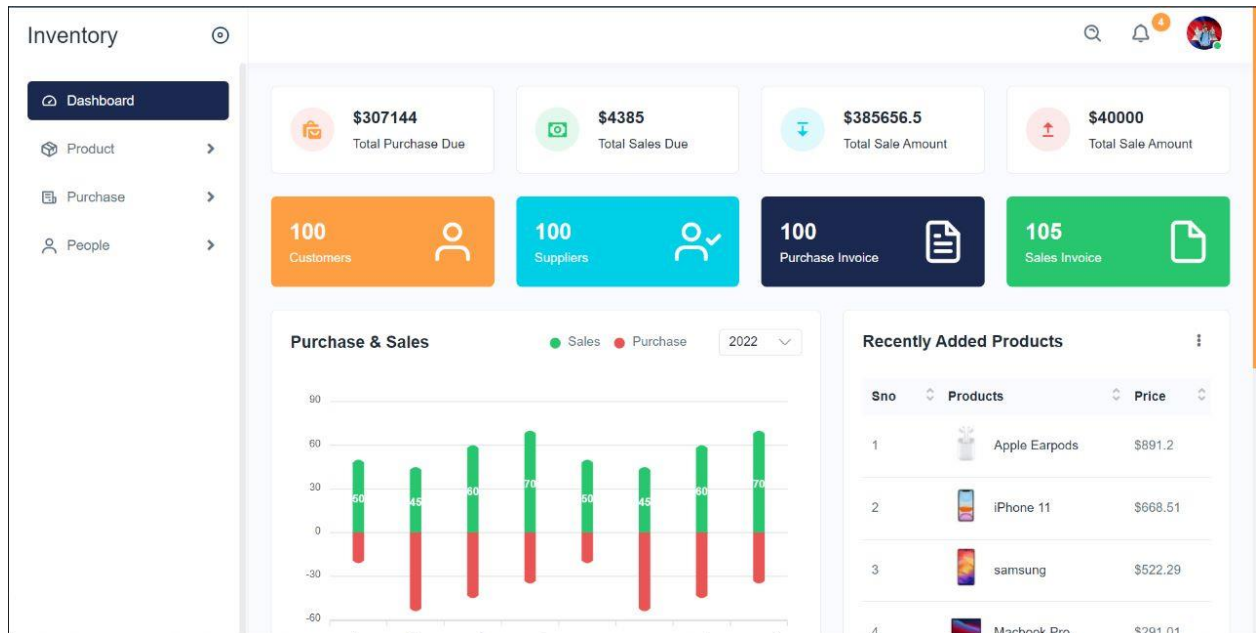 Inventory
4
Dashboard
Product
Purchase
People
$307144
Total Purchase Due
$4385
Total Sales Due
$385656.5
Total Sale Amount
$40000
Total Sale Amount
100
Customers
100
Suppliers
100
Purchase Invoice
105
Sales Invoice
Purchase & Sales
Sales Purchase 2022
90
60
30
0
-30
-60
50 45 60 70 50 45 60 70
Recently Added Products
Sno Products Price
1 Apple Earpods $891.2
2 iPhone 11 $668.51
3 samsung $522.29
4 Macbook Pro $291.01